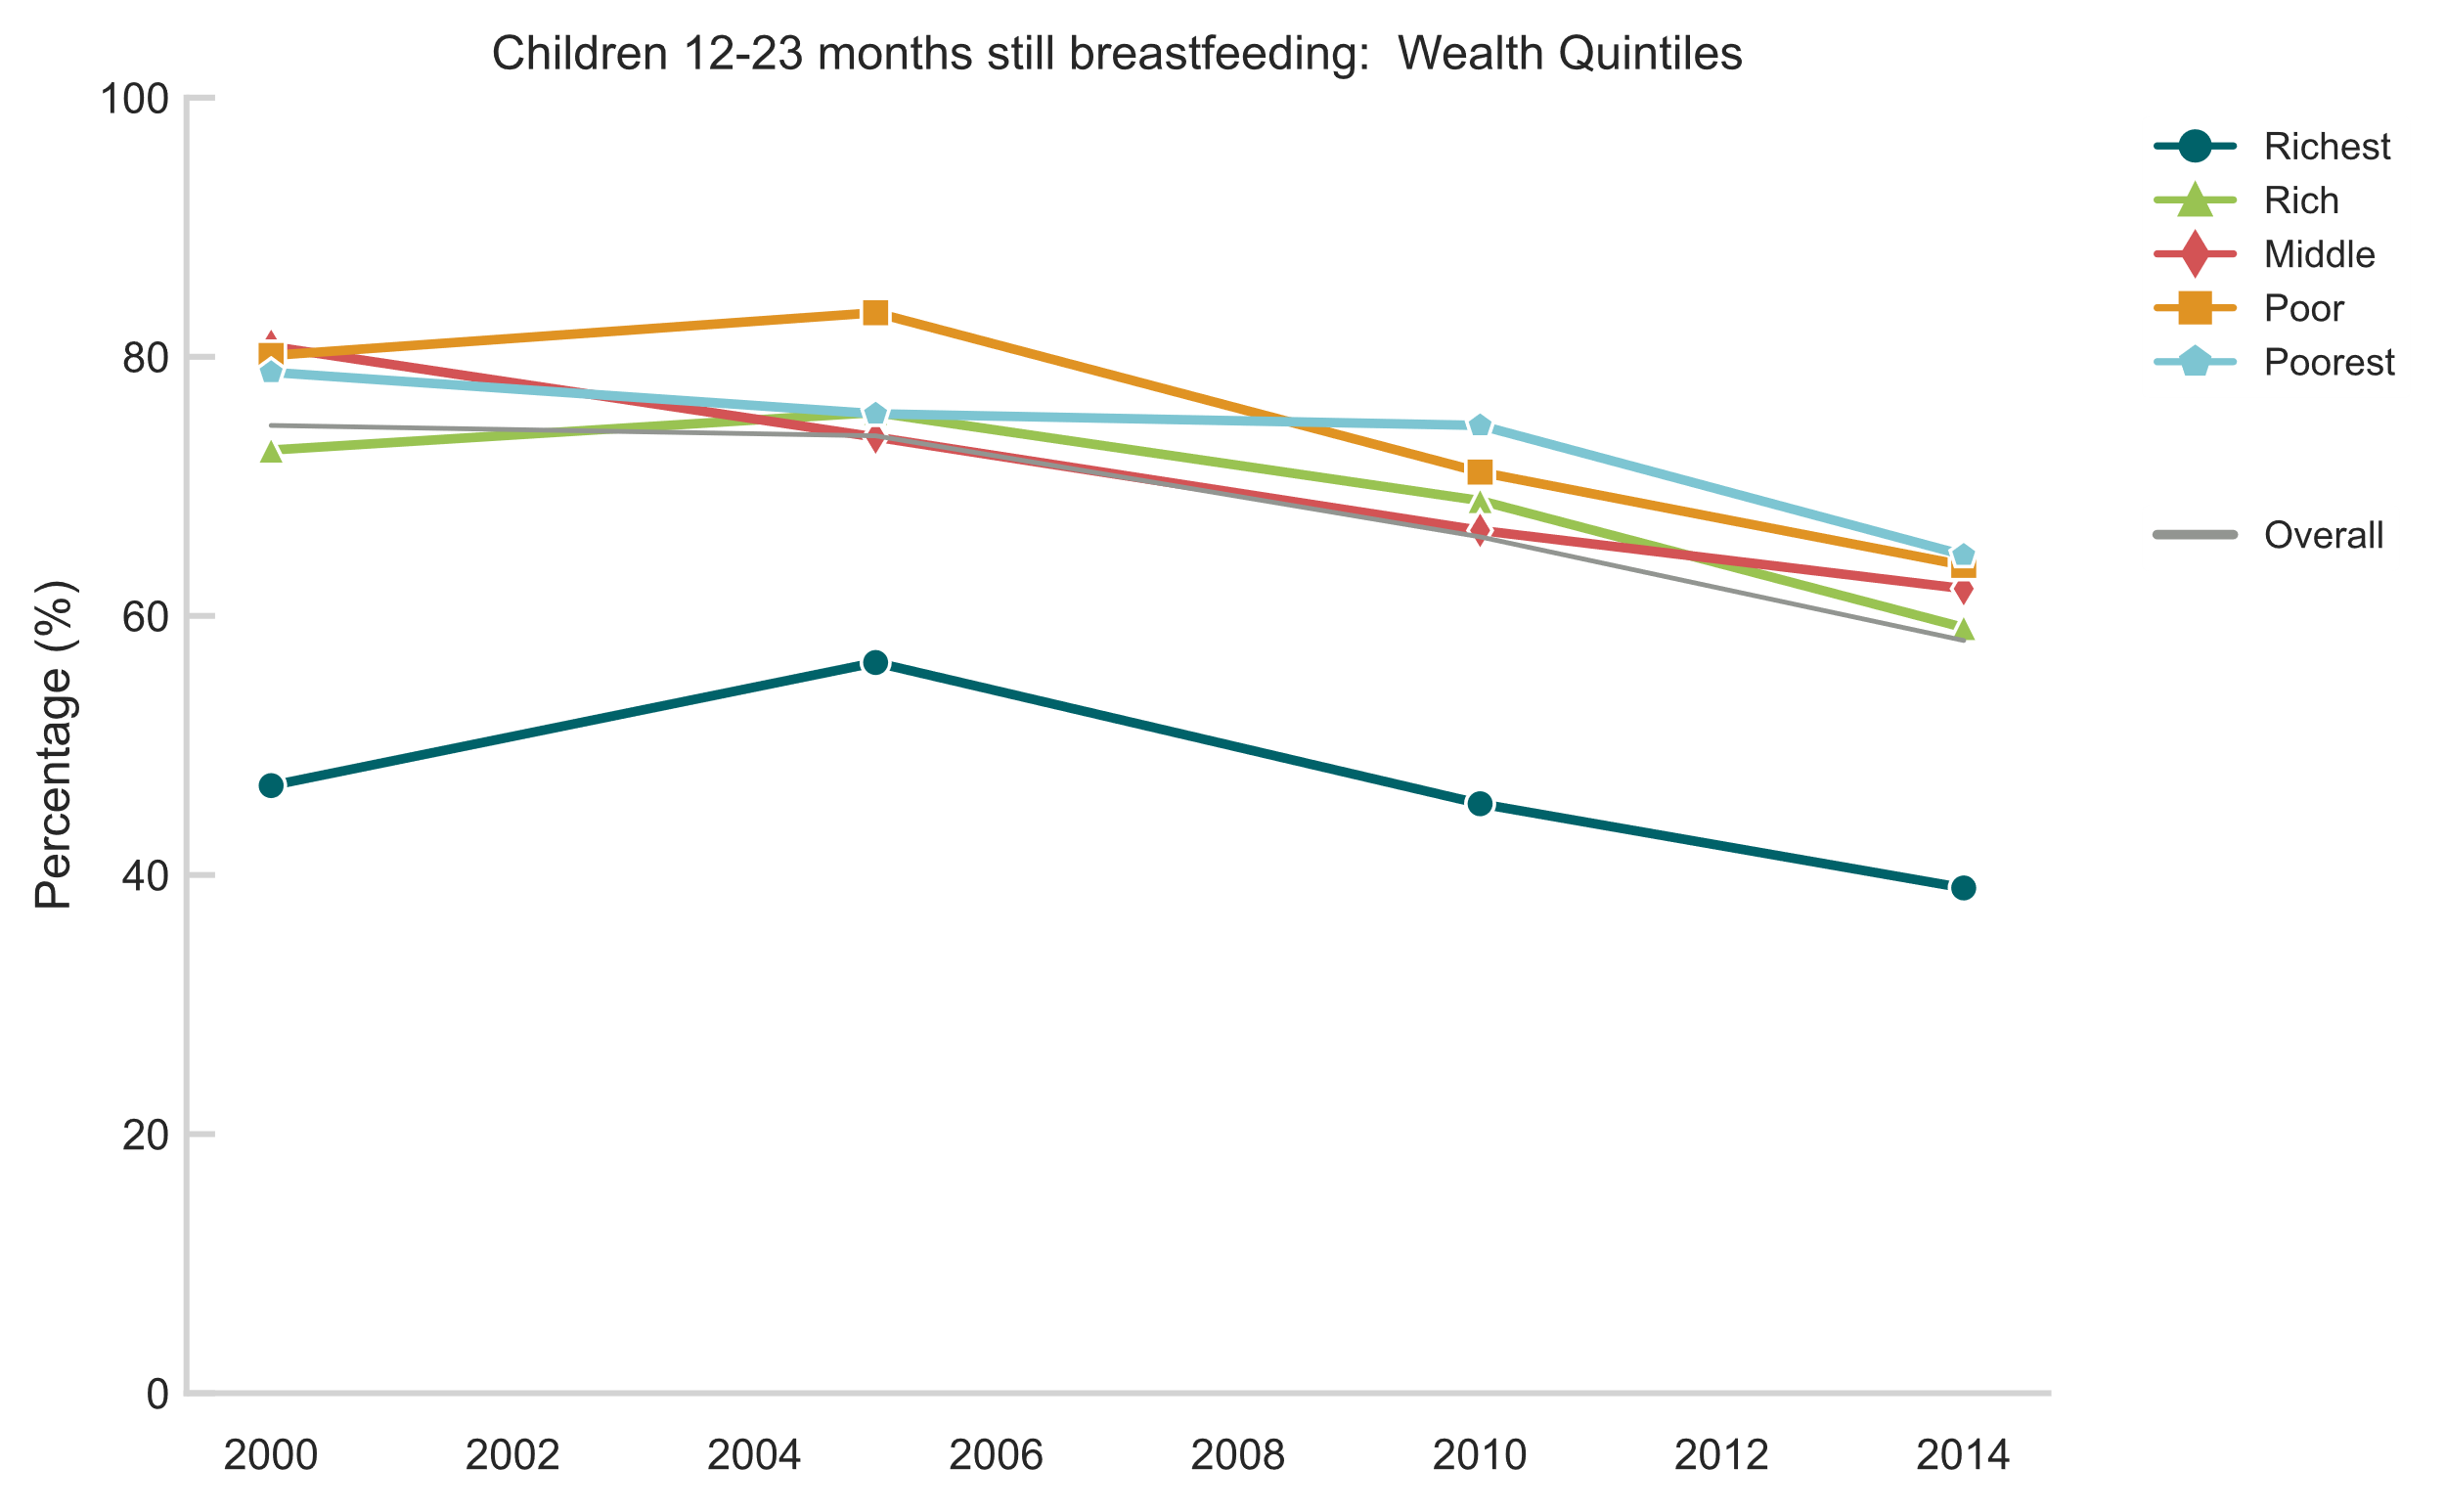 Children 12-23 months still breastfeeding:  Wealth Quintiles
Percentage (%)
100
80
60
40
20
0
2000 2002 2004 2006 2008 2010 2012 2014
Richest
Rich
Middle
Poor
Poorest
Overall